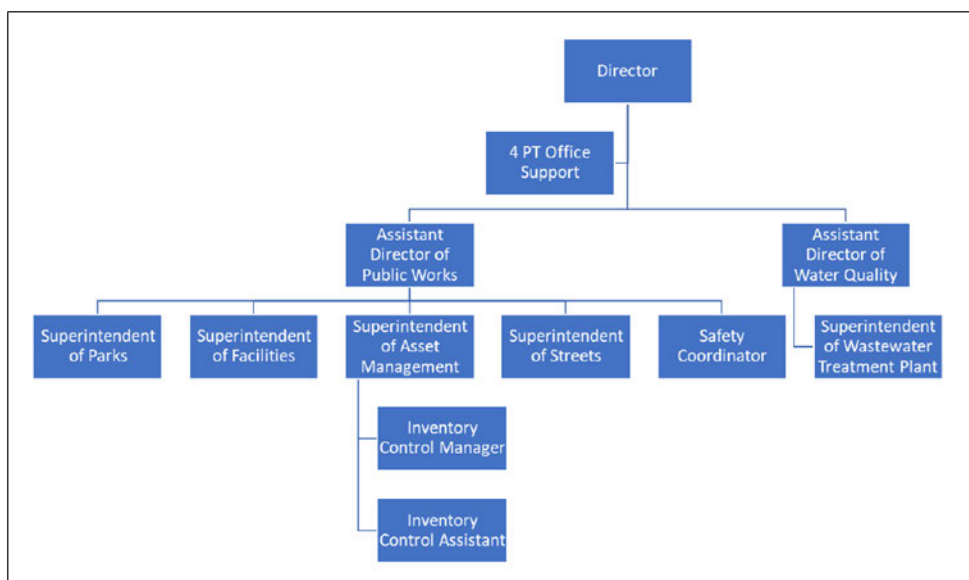 Director
4 PT Office
Support
Assistant
Director of
Public Works
Assistant
Director of
Water Quality
Superintendent
of Parks
Superintendent
of Facilities
Superintendent
of Asset
Management
Superintendent
of Streets
Safety
Coordinator
Superintendent
of Wastewater
Treatment Plant
Inventory
Control Manager
Inventory
Control Assistant